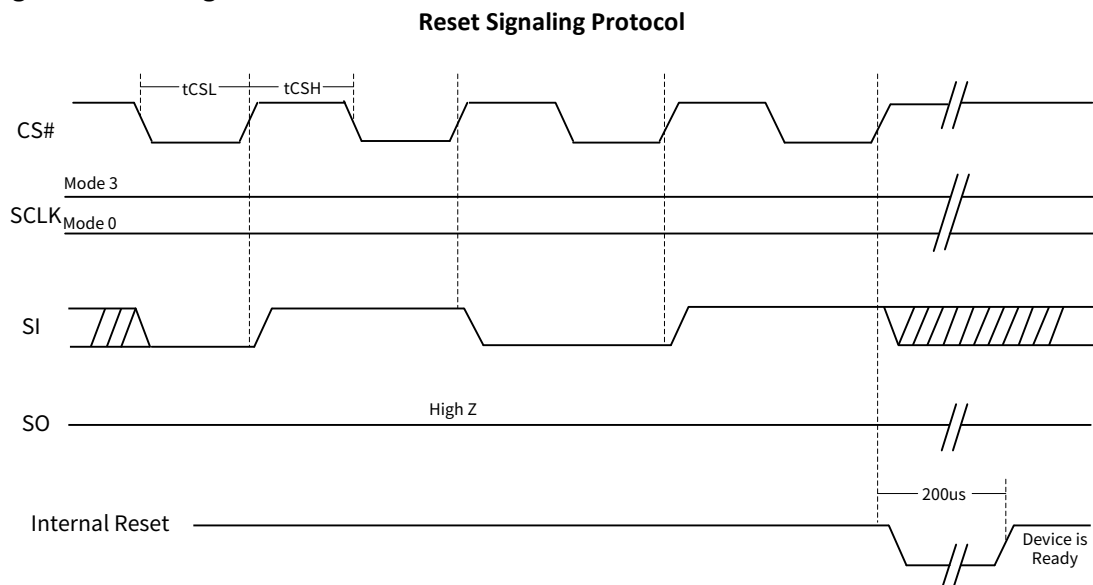 Reset Signaling Protocol
tCSL
tCSH
CS#
Mode 3
SCLK
Mode 0
SI
High Z
SO
200us
Internal Reset
Device is
Ready